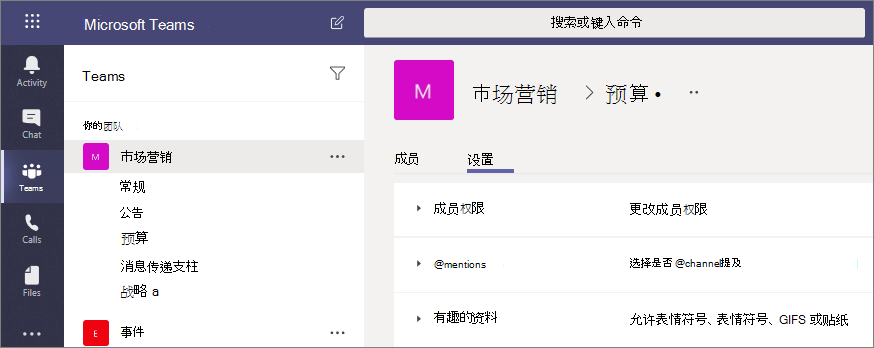 Microsoft Teams
搜索或键入命令
Activity
Chat
Teams
Calls
Files
Teams
你的团队
M 市场营销
常规
公告
预算
消息传递支柱
战略 a
E 事件
M 市场营销 > 预算 •
成员 设置
成员权限 更改成员权限
@mentions 选择是否 @channel提及
有趣的资料 允许表情符号、表情符号、GIFS 或贴纸